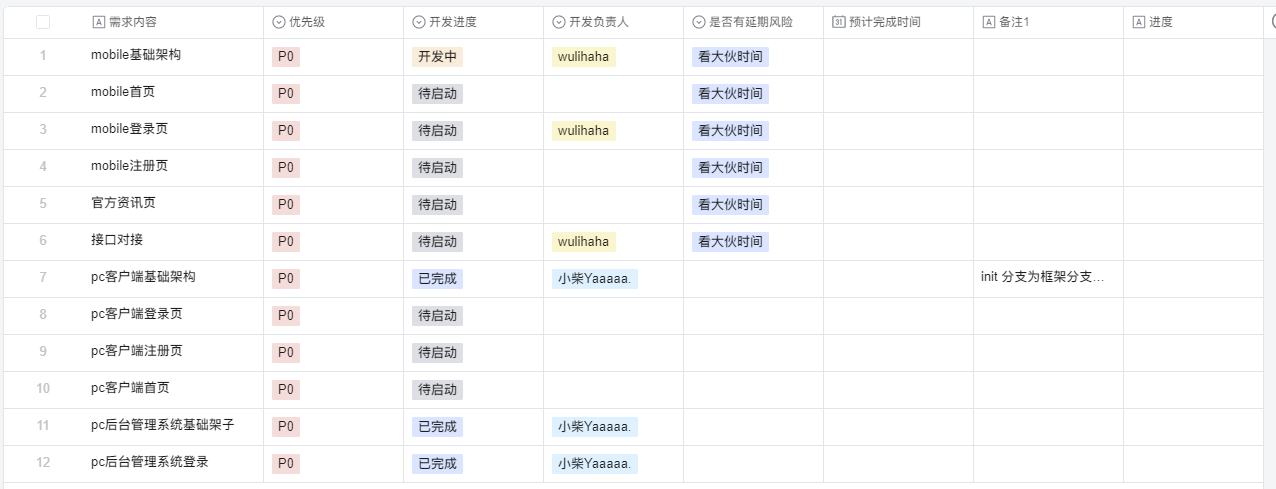 需求内容 优先级 开发进度 开发负责人 是否有延期风险 预计完成时间 备注1 进度
1 mobile基础架构 P0 开发中 wulihaha 看大伙时间
2 mobile首页 P0 待启动 看大伙时间
3 mobile登录页 P0 待启动 wulihaha 看大伙时间
4 mobile注册页 P0 待启动 看大伙时间
5 官方资讯页 P0 待启动 看大伙时间
6 接口对接 P0 待启动 wulihaha 看大伙时间
7 pc客户端基础架构 P0 已完成 小柴Yaaaaa. init 分支为框架分支…
8 pc客户端登录页 P0 待启动
9 pc客户端注册页 P0 待启动
10 pc客户端首页 P0 待启动
11 pc后台管理系统基础架子 P0 已完成 小柴Yaaaaa.
12 pc后台管理系统登录 P0 已完成 小柴Yaaaaa.